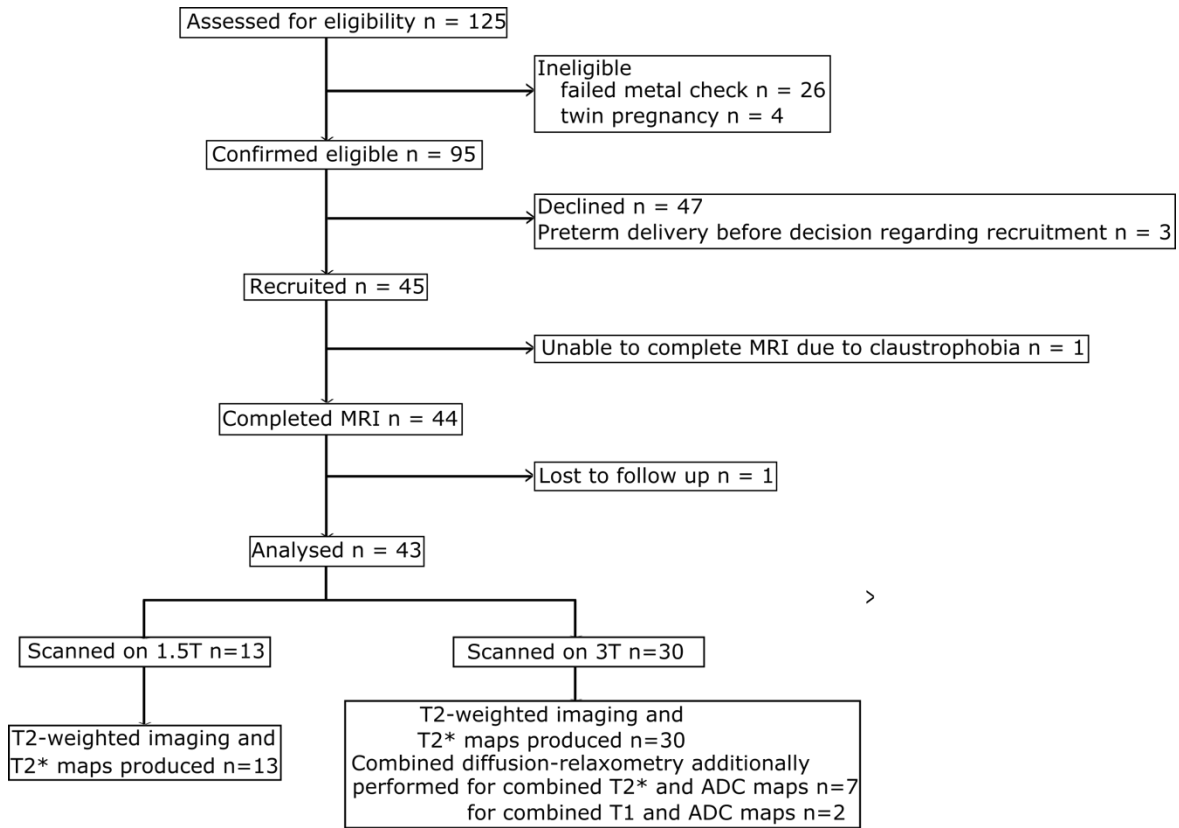 Assessed for eligibility n = 125
Ineligible
failed metal check n = 26
twin pregnancy n = 4
Confirmed eligible n = 95
Declined n = 47
Preterm delivery before decision regarding recruitment n = 3
Recruited n = 45
Unable to complete MRI due to claustrophobia n = 1
Completed MRI n = 44
Lost to follow up n = 1
Analysed n = 43
Scanned on 1.5T n=13
Scanned on 3T n=30
T2-weighted imaging and
T2* maps produced n=13
T2-weighted imaging and
T2* maps produced n=30
Combined diffusion-relaxometry additionally
performed for combined T2* and ADC maps n=7
for combined T1 and ADC maps n=2